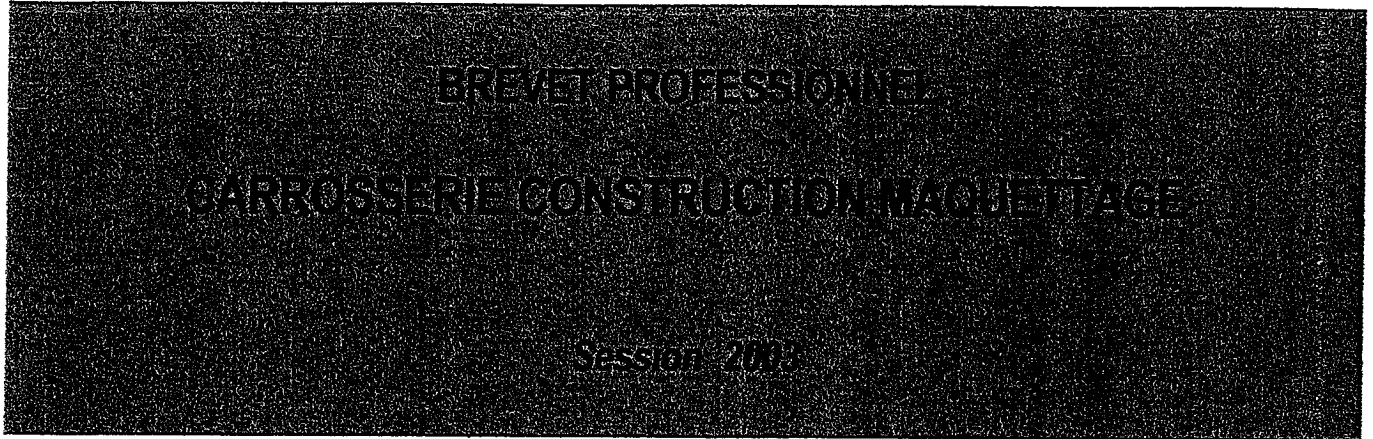 BREVET PROFESSIONNEL
CARROSSERIE CONSTRUCTION MAQUETTAGE
Session 2003